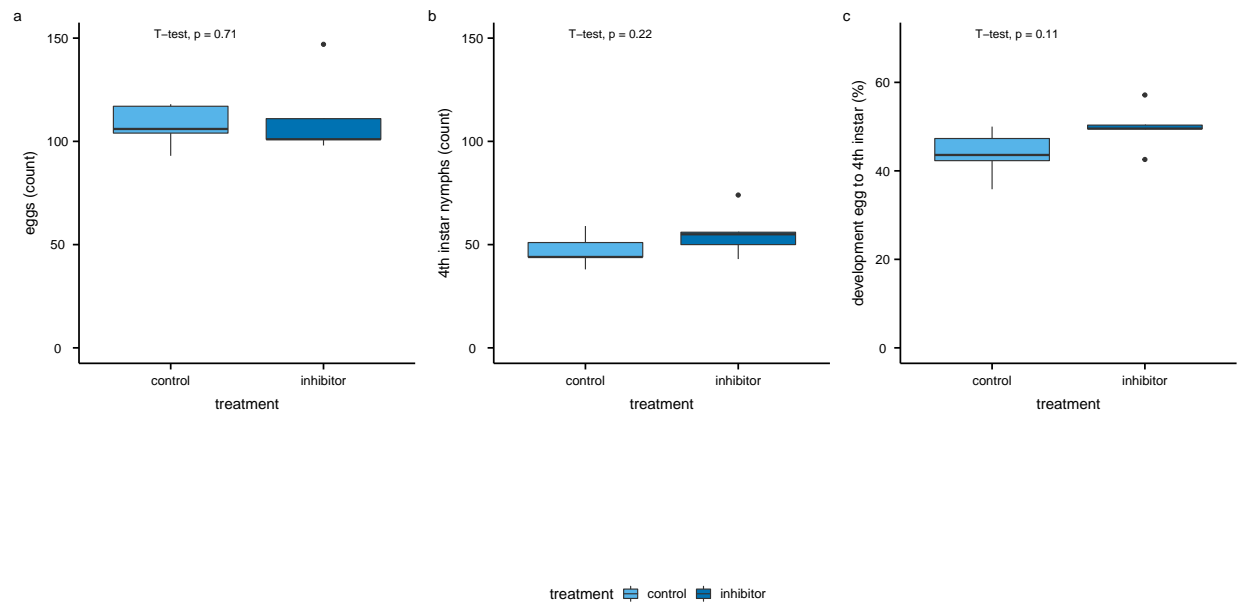 a
T−test, p = 0.71
eggs (count)
150
100
50
0
control
inhibitor
treatment
b
T−test, p = 0.22
4th instar nymphs (count)
150
100
50
0
control
inhibitor
treatment
c
T−test, p = 0.11
development egg to 4th instar (%)
60
40
20
0
control
inhibitor
treatment
treatment control inhibitor